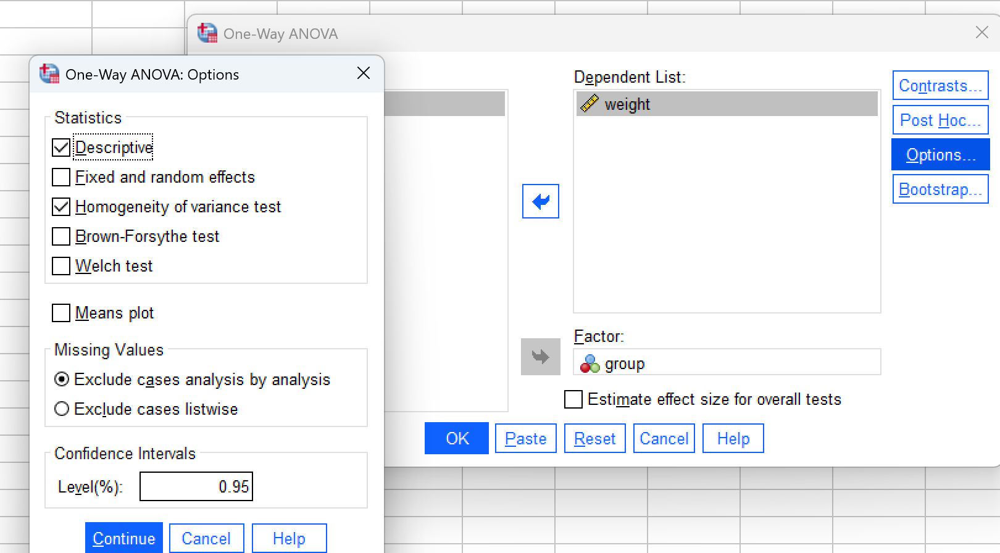 One-Way ANOVA
One-Way ANOVA: Options
Statistics
Descriptive
Fixed and random effects
Homogeneity of variance test
Brown-Forsythe test
Welch test
Means plot
Missing Values
Exclude cases analysis by analysis
Exclude cases listwise
Confidence Intervals
Level(%): 0.95
Continue Cancel Help
Dependent List:
weight
Factor:
group
Estimate effect size for overall tests
Contrasts...
Post Hoc...
Options...
Bootstrap...
OK Paste Reset Cancel Help